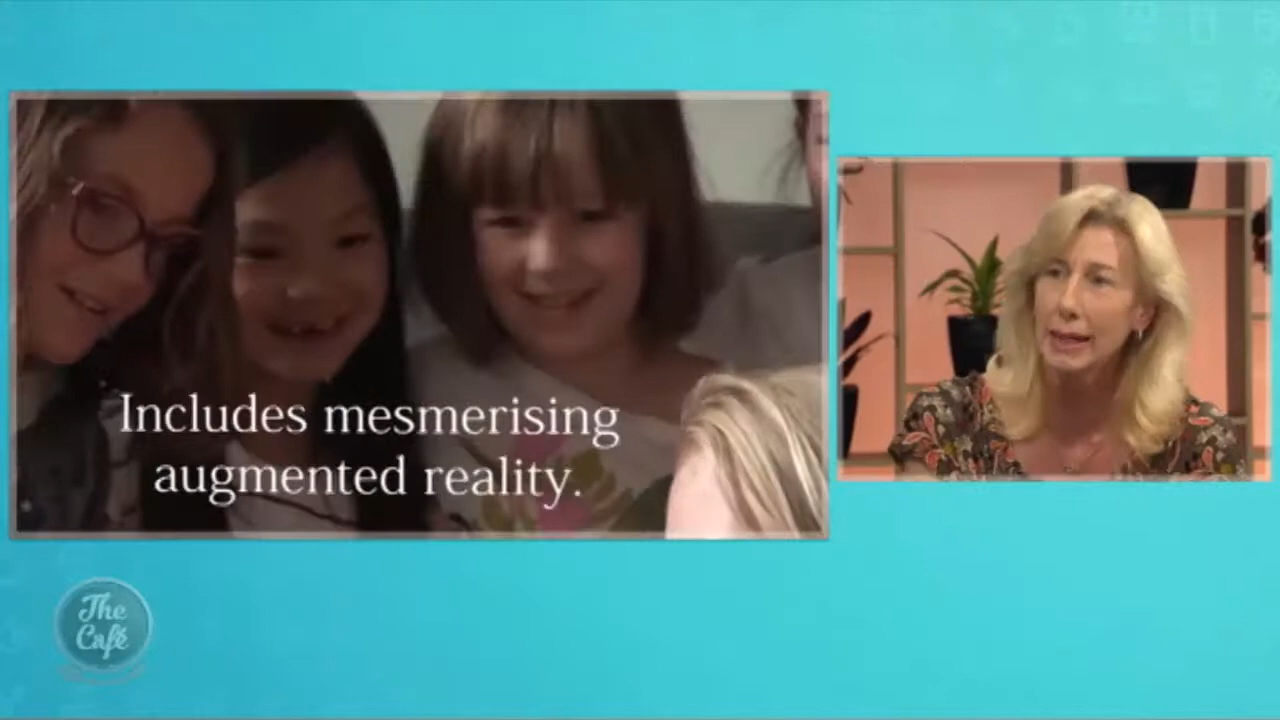 Includes mesmerising
augmented reality.
The
Café